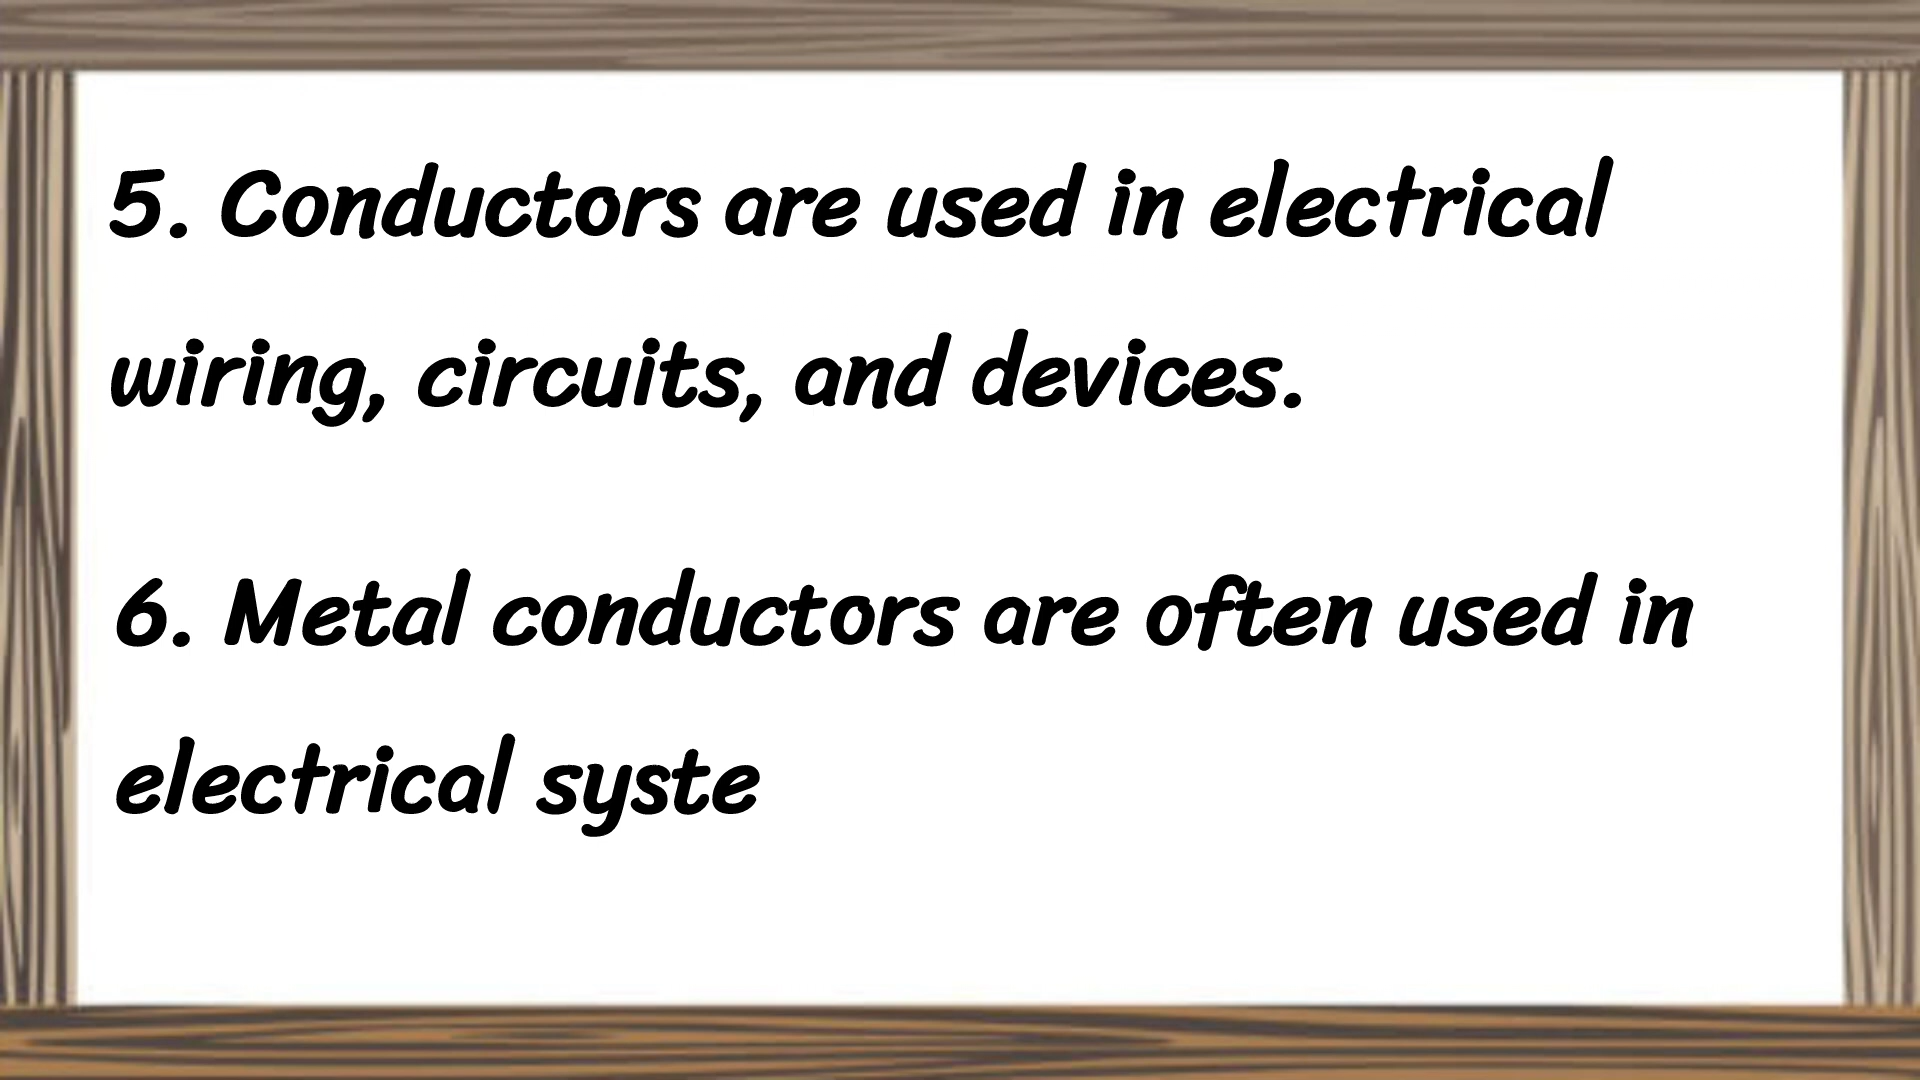 5. Conductors are used in electrical
wiring, circuits, and devices.
6. Metal conductors are often used in
electrical syste